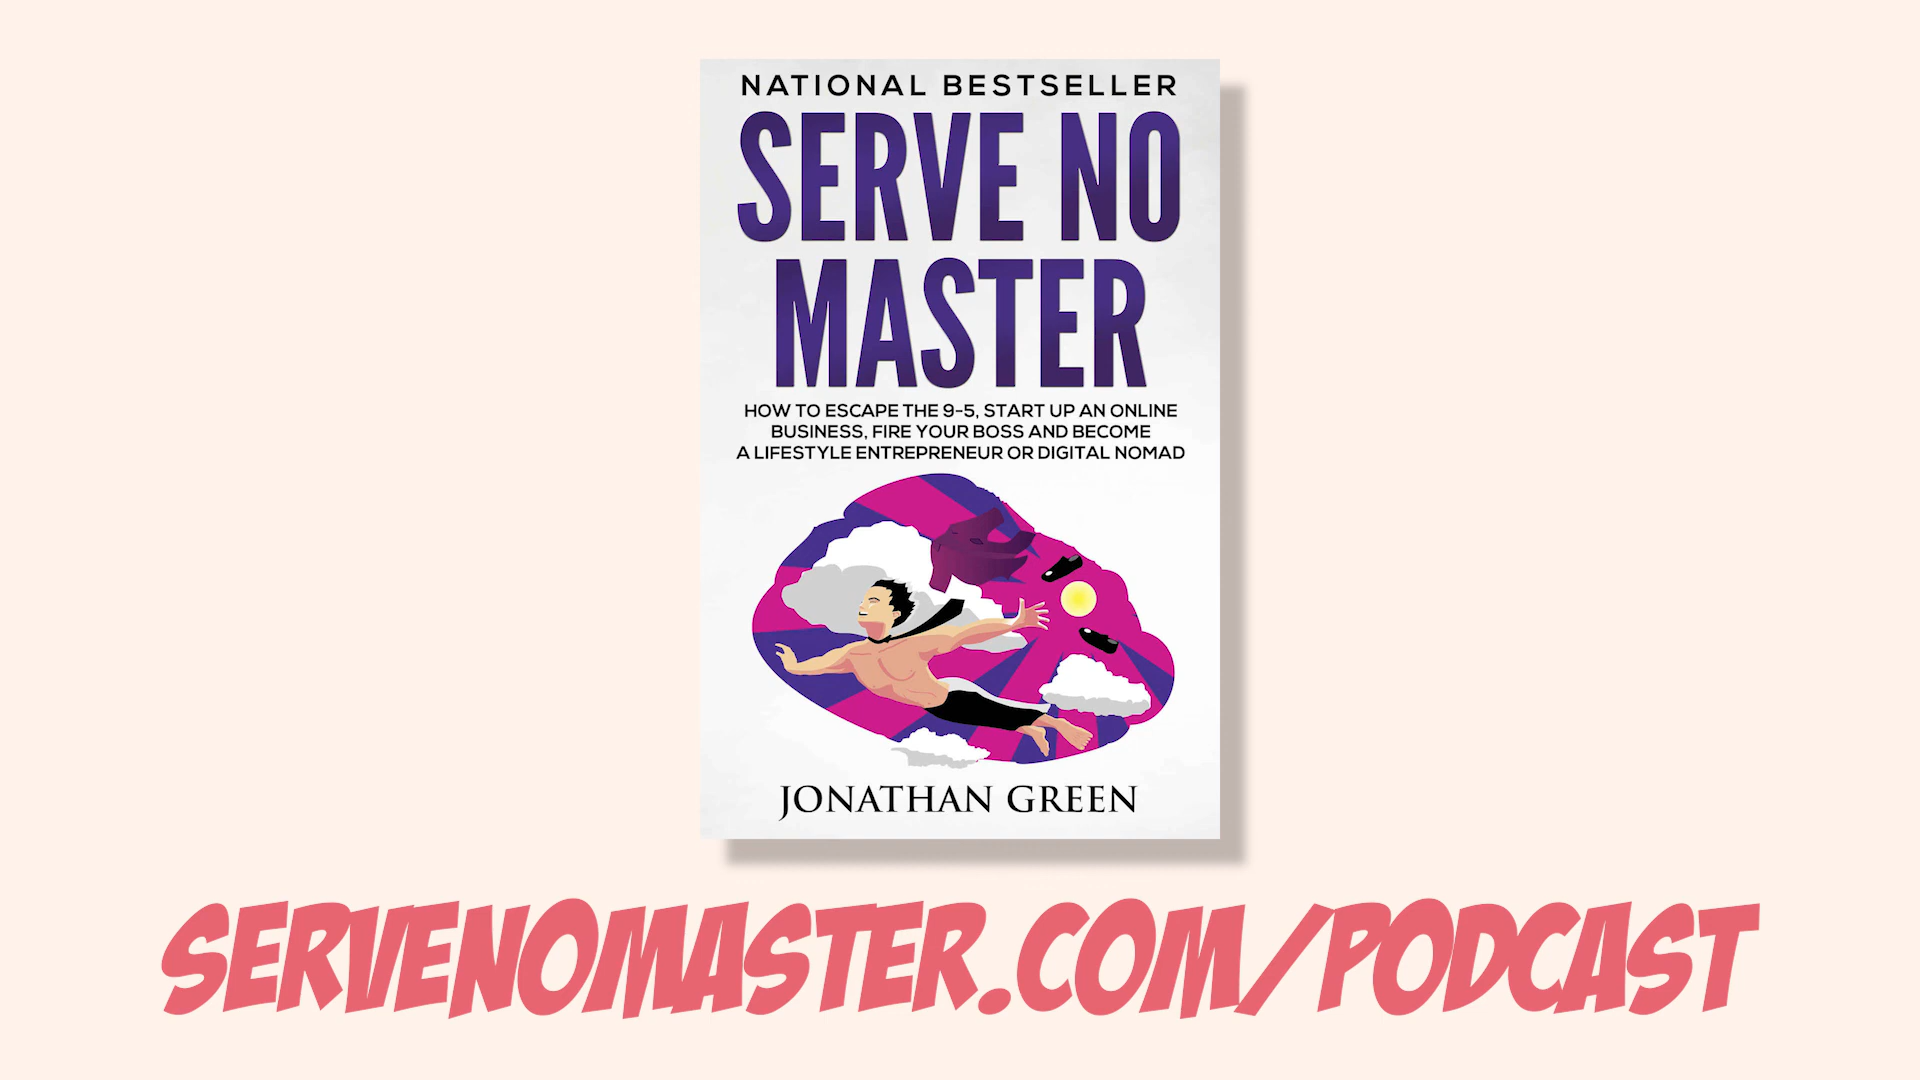 NATIONAL BESTSELLER
SERVE NO
MASTER
HOW TO ESCAPE THE 9-5, START UP AN ONLINE
BUSINESS, FIRE YOUR BOSS AND BECOME
A LIFESTYLE ENTREPRENEUR OR DIGITAL NOMAD
JONATHAN GREEN
SERVENOMASTER.COM/PODCAST